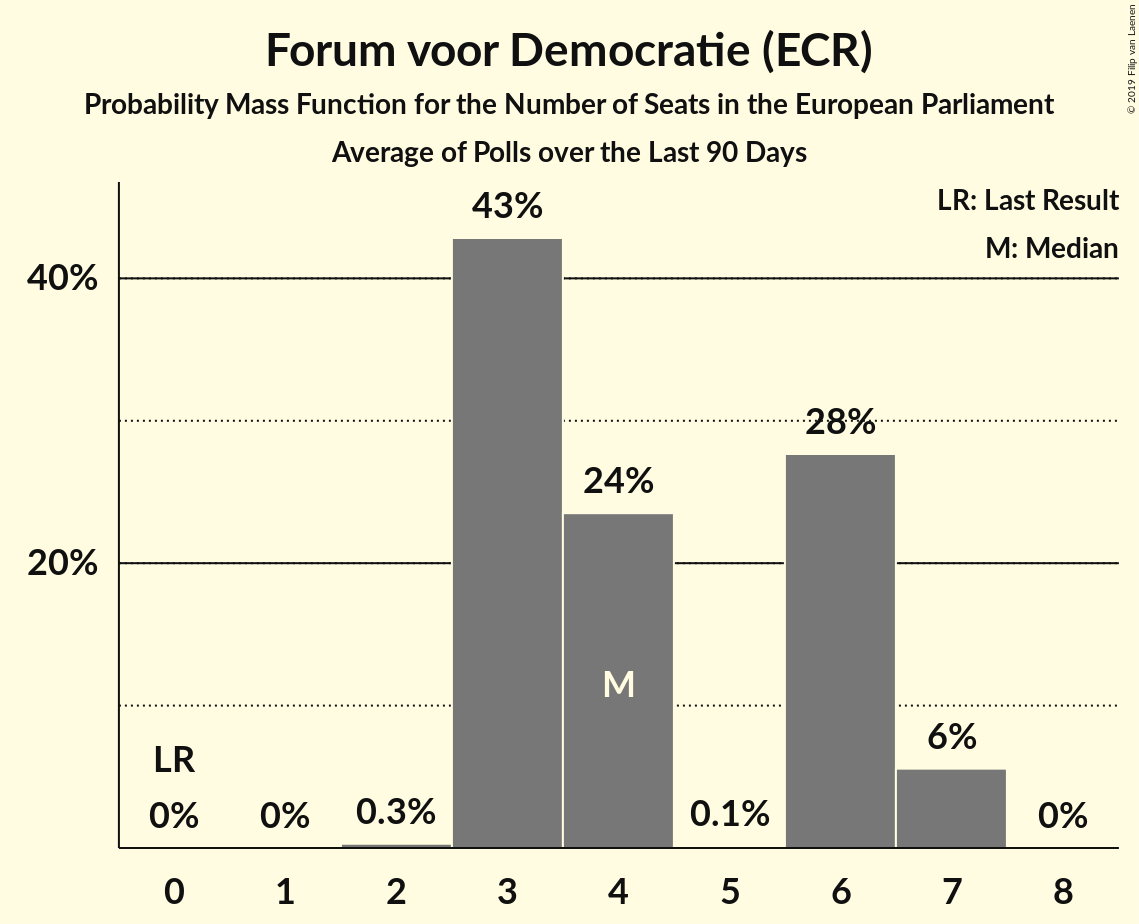 Forum voor Democratie (ECR)
Probability Mass Function for the Number of Seats in the European Parliament
Average of Polls over the Last 90 Days
© 2019 Filip van Laenen
LR: Last Result
M: Median
43%
40%
28%
24%
20%
M
6%
LR
0%
0%
0.3%
0.1%
0%
0 1 2 3 4 5 6 7 8